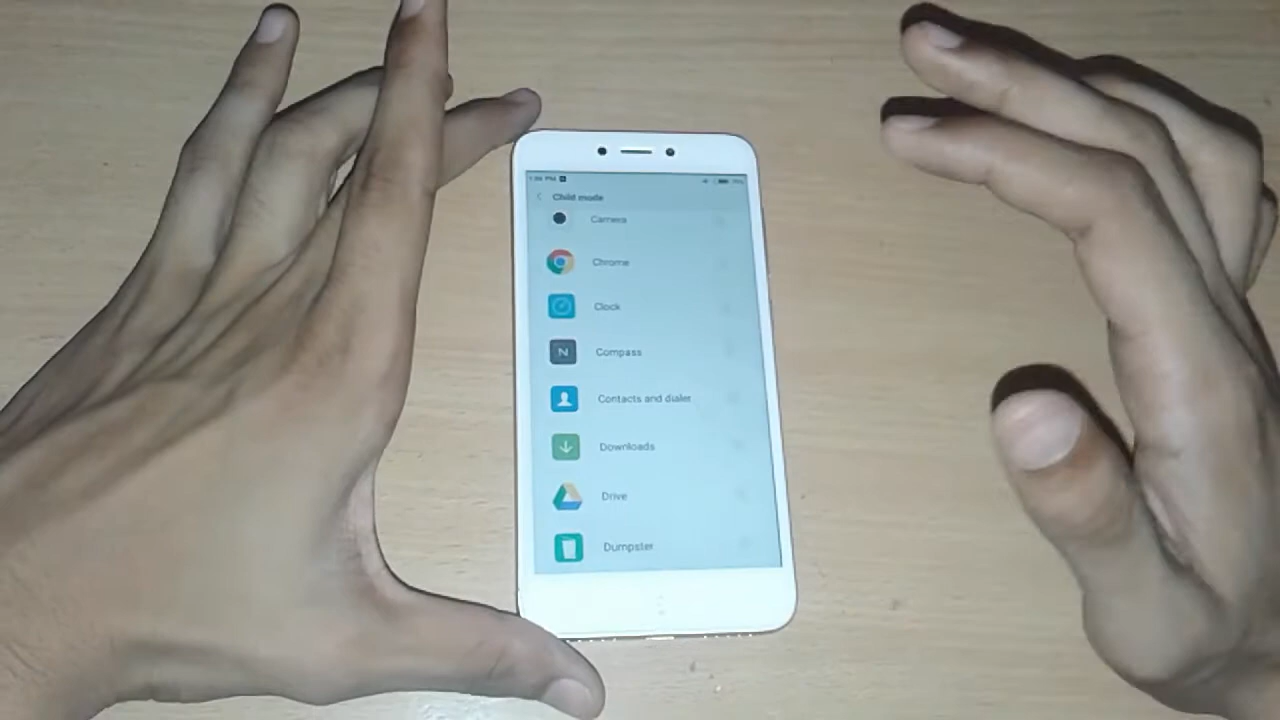 Child mode
Camera
Chrome
Clock
N
Compass
Contacts and dialer
Downloads
Drive
Dumpster